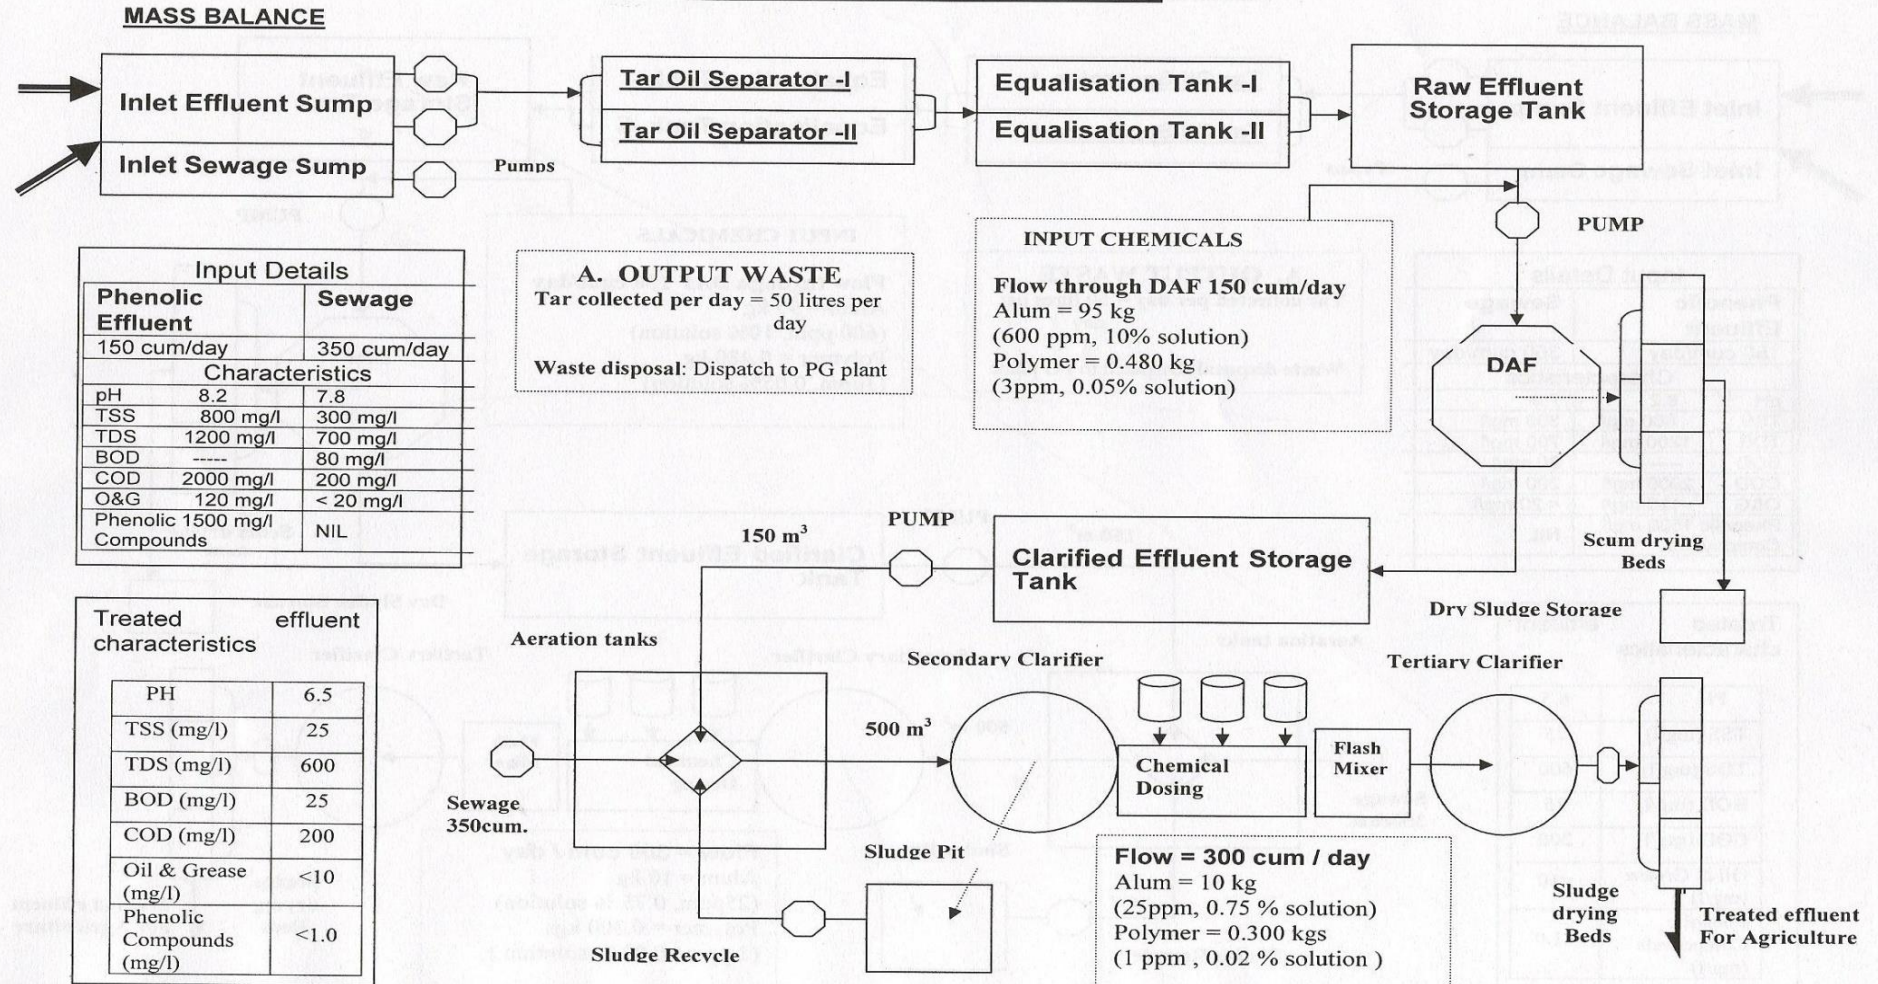 MASS BALANCE
Inlet Effluent Sump
Inlet Sewage Sump
Pumps
Tar Oil Separator -I
Tar Oil Separator -II
Equalisation Tank -I
Equalisation Tank -II
Raw Effluent
Storage Tank
PUMP
Input Details
Phenolic Effluent Sewage
150 cum/day 350 cum/day
Characteristics
pH 8.2 7.8
TSS 800 mg/l 300 mg/l
TDS 1200 mg/l 700 mg/l
BOD ----- 80 mg/l
COD 2000 mg/l 200 mg/l
O&G 120 mg/l < 20 mg/l
Phenolic 1500 mg/l
Compounds NIL
A. OUTPUT WASTE
Tar collected per day = 50 litres per
day
Waste disposal: Dispatch to PG plant
INPUT CHEMICALS
Flow through DAF 150 cum/day
Alum = 95 kg
(600 ppm, 10% solution)
Polymer = 0.480 kg
(3ppm, 0.05% solution)
DAF
Scum drying
Beds
Dry Sludge Storage
Clarified Effluent Storage
Tank
PUMP
150 m³
Treated effluent
characteristics
PH 6.5
TSS (mg/l) 25
TDS (mg/l) 600
BOD (mg/l) 25
COD (mg/l) 200
Oil & Grease
(mg/l) <10
Phenolic
Compounds
(mg/l) <1.0
Aeration tanks
Sewage
350cum.
500 m³
Secondary Clarifier
Sludge Pit
Sludge Recycle
Chemical
Dosing
Flash
Mixer
Tertiary Clarifier
Flow = 300 cum / day
Alum = 10 kg
(25ppm, 0.75 % solution)
Polymer = 0.300 kgs
(1 ppm , 0.02 % solution )
Sludge
drying
Beds
Treated effluent
For Agriculture